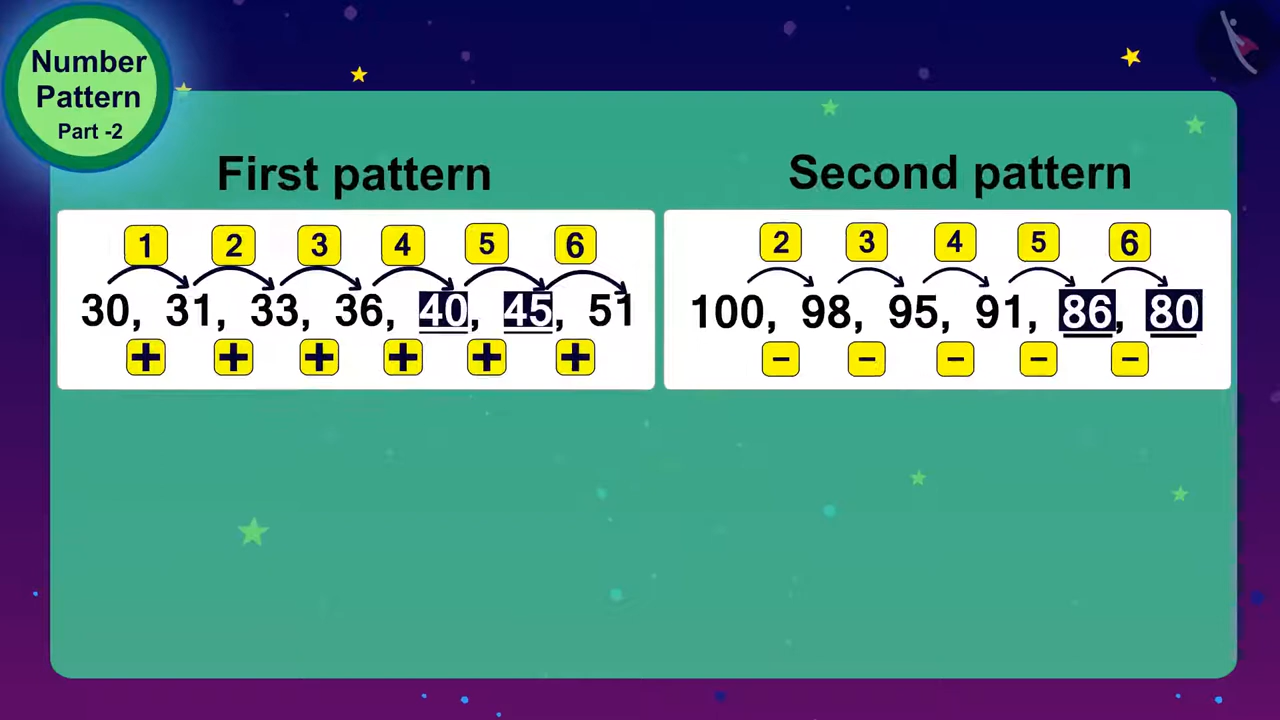 Number
Pattern
Part -2
First pattern
1 2 3 4 5 6
30, 31, 33, 36, 40, 45, 51
+ + + + + +
Second pattern
2 3 4 5 6
100, 98, 95, 91, 86, 80
− − − − −